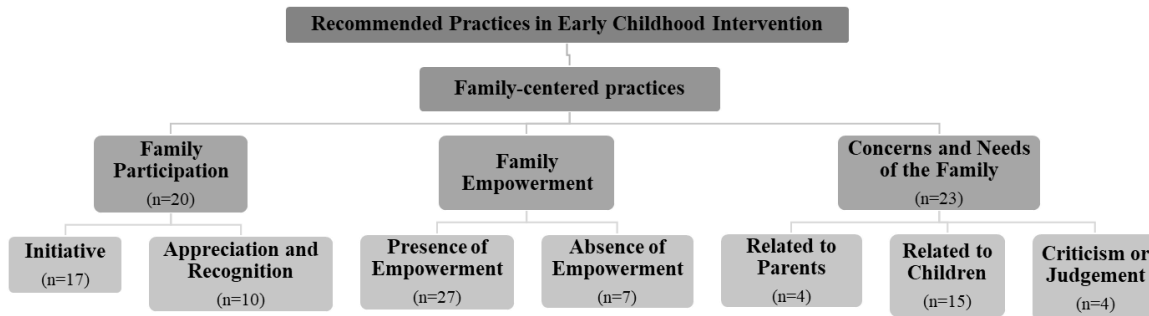 Recommended Practices in Early Childhood Intervention
Family-centered practices
Family
Participation
(n=20)
Family
Empowerment
Concerns and Needs
of the Family
(n=23)
Initiative
(n=17)
Appreciation and
Recognition
(n=10)
Presence of
Empowerment
(n=27)
Absence of
Empowerment
(n=7)
Related to
Parents
(n=4)
Related to
Children
(n=15)
Criticism or
Judgement
(n=4)